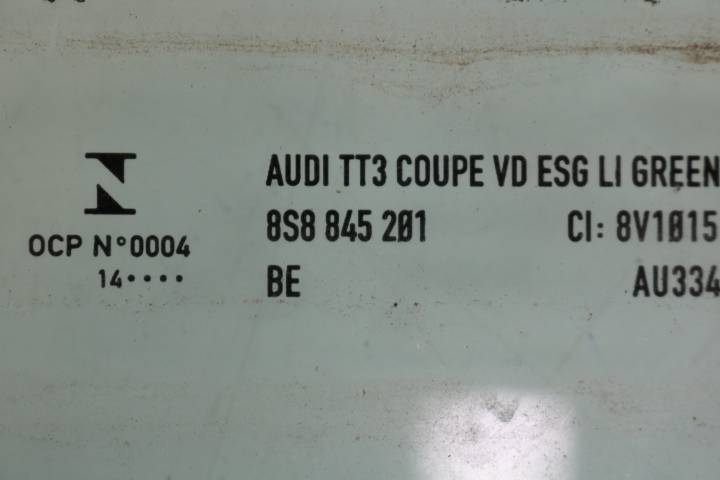 AUDI TT3 COUPE VD ESG LI GREEN
8S8 845 201 CI: 8V1015
OCP N°0004
14····
BE AU334